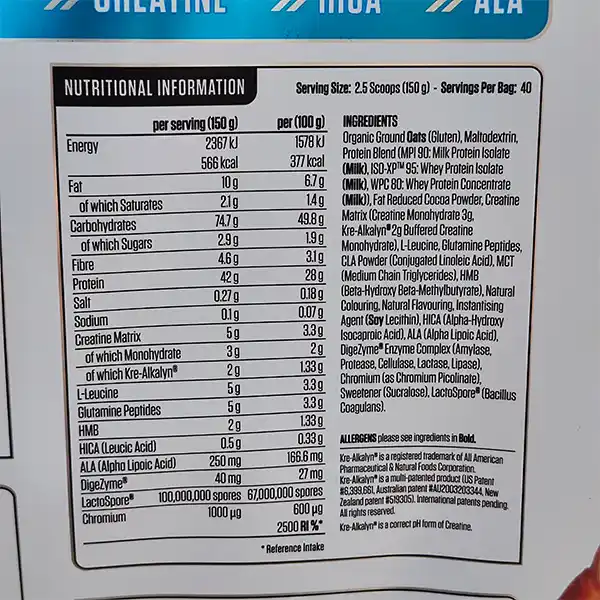 CREATINE >> HICA >> ALA
NUTRITIONAL INFORMATION
Serving Size: 2.5 Scoops (150 g) - Servings Per Bag: 40
per serving (150 g) per (100 g)
Energy 2367 kJ 1578 kJ
566 kcal 377 kcal
Fat 10 g 6.7 g
of which Saturates 2.1 g 1.4 g
Carbohydrates 74.7 g 49.8 g
of which Sugars 2.9 g 1.9 g
Fibre 4.6 g 3.1 g
Protein 42 g 28 g
Salt 0.27 g 0.18 g
Sodium 0.1 g 0.07 g
Creatine Matrix 5 g 3.3 g
of which Monohydrate 3 g 2 g
of which Kre-Alkalyn® 2 g 1.33 g
L-Leucine 5 g 3.3 g
Glutamine Peptides 5 g 3.3 g
HMB 2 g 1.33 g
HICA (Leucic Acid) 0.5 g 0.33 g
ALA (Alpha Lipoic Acid) 250 mg 166.6 mg
DigeZyme® 40 mg 27 mg
LactoSpore® 100,000,000 spores 67,000,000 spores
Chromium 1000 µg 600 µg
2500 RI %*
* Reference Intake
INGREDIENTS
Organic Ground Oats (Gluten), Maltodextrin,
Protein Blend (MPI 90: Milk Protein Isolate
(Milk), ISO-XP™ 95: Whey Protein Isolate
(Milk), WPC 80: Whey Protein Concentrate
(Milk)), Fat Reduced Cocoa Powder, Creatine
Matrix (Creatine Monohydrate 3g,
Kre-Alkalyn® 2g Buffered Creatine
Monohydrate), L-Leucine, Glutamine Peptides,
CLA Powder (Conjugated Linoleic Acid), MCT
(Medium Chain Triglycerides), HMB
(Beta-Hydroxy Beta-Methylbutyrate), Natural
Colouring, Natural Flavouring, Instantising
Agent (Soy Lecithin), HICA (Alpha-Hydroxy
Isocaproic Acid), ALA (Alpha Lipoic Acid),
DigeZyme® Enzyme Complex (Amylase,
Protease, Cellulase, Lactase, Lipase),
Chromium (as Chromium Picolinate),
Sweetener (Sucralose), LactoSpore® (Bacillus
Coagulans).
ALLERGENS please see ingredients in Bold.
Kre-Alkalyn® is a registered trademark of All American
Pharmaceutical & Natural Foods Corporation.
Kre-Alkalyn® is a multi-patented product (US Patent
#6,399,661, Australian patent #AU2003203344, New
Zealand patent #519305). International patents pending.
All rights reserved.
Kre-Alkalyn® is a correct pH form of Creatine.